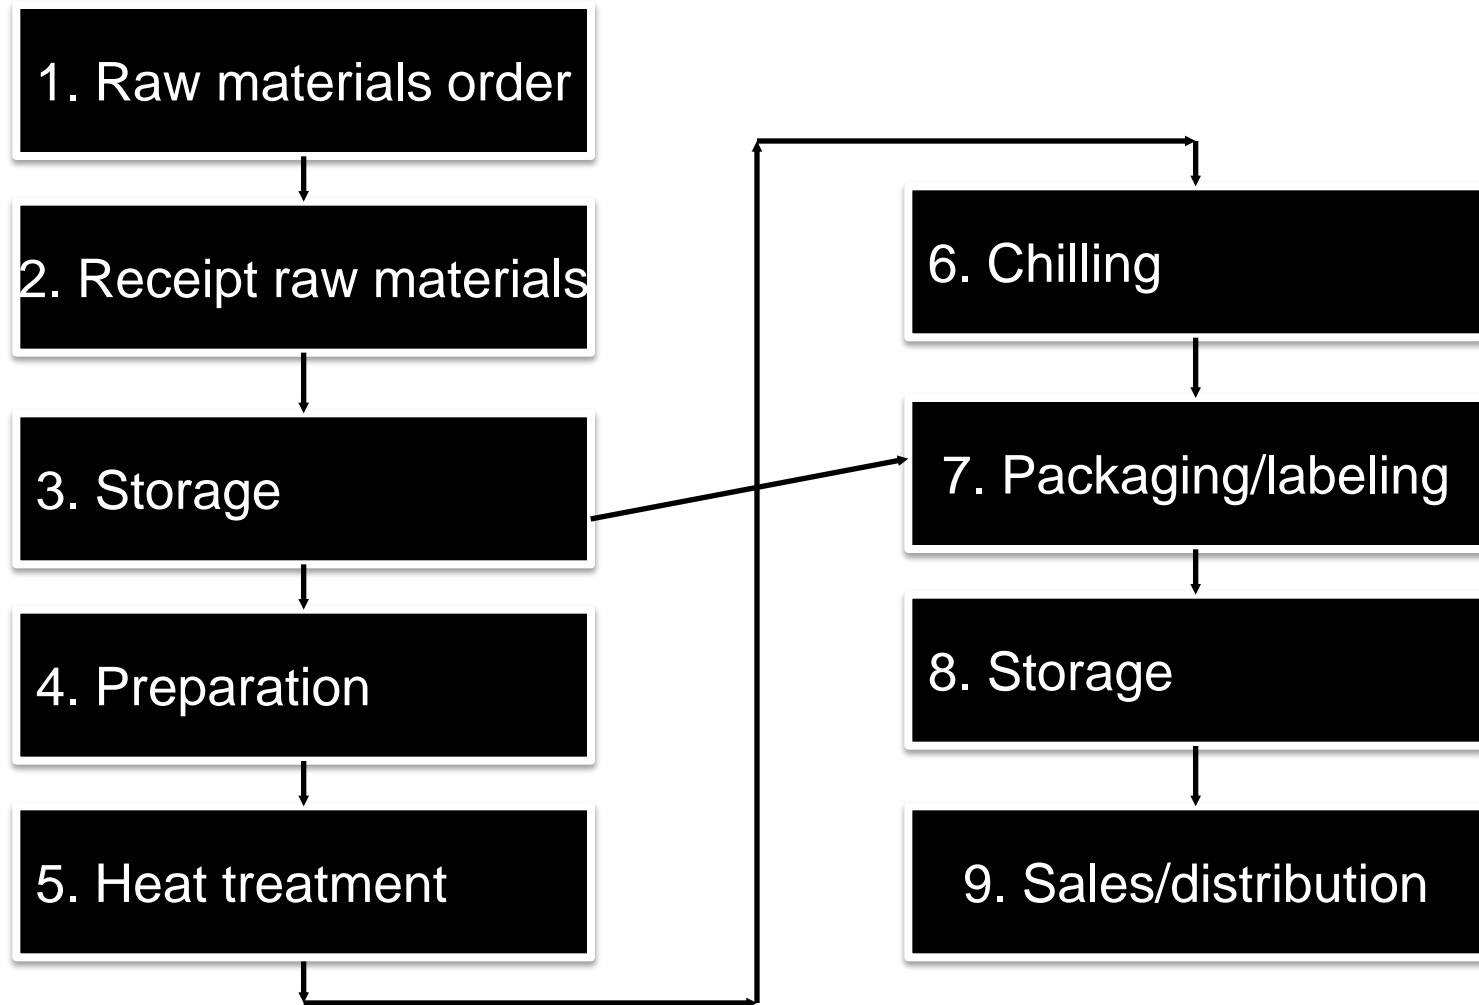 1. Raw materials order
2. Receipt raw materials
3. Storage
4. Preparation
5. Heat treatment
6. Chilling
7. Packaging/labeling
8. Storage
9. Sales/distribution